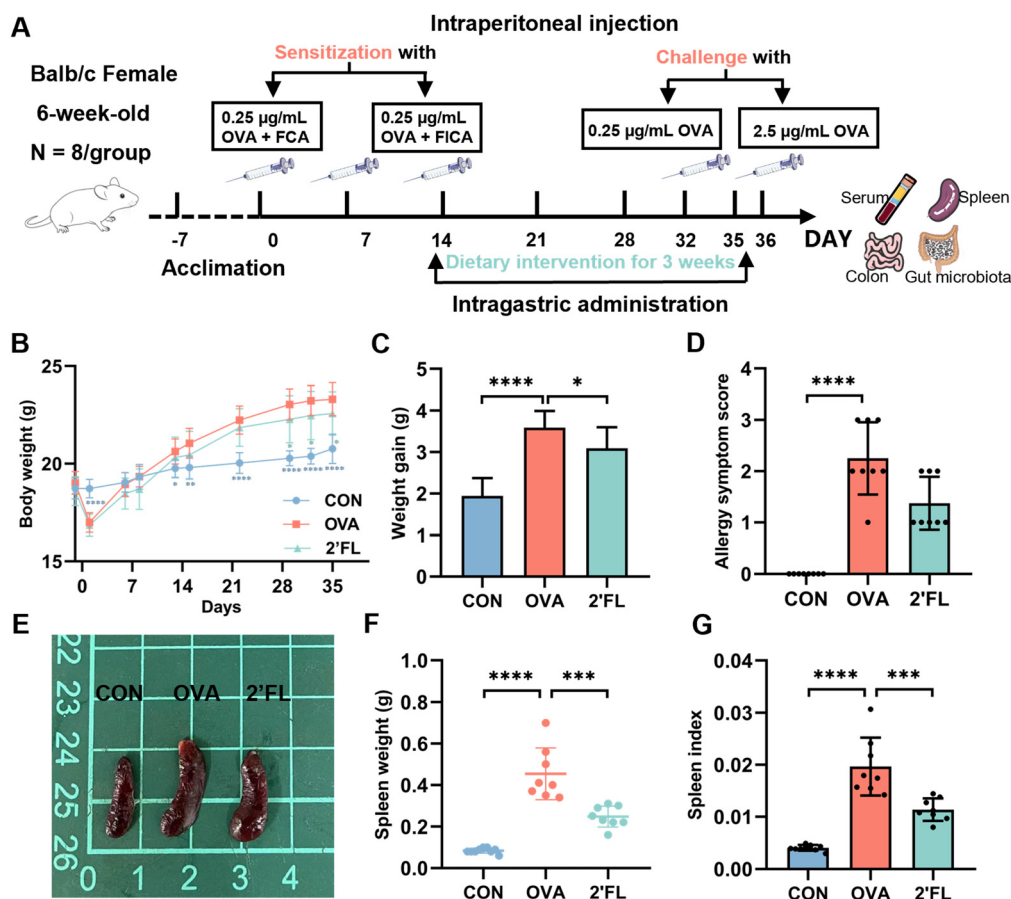 A
Intraperitoneal injection
Balb/c Female
6-week-old
N = 8/group
Sensitization with
Challenge with
0.25 µg/mL
OVA + FCA
0.25 µg/mL
OVA + FICA
0.25 µg/mL OVA
2.5 µg/mL OVA
-7 0 7 14 21 28 32 35 36 DAY
Acclimation
Dietary intervention for 3 weeks
Intragastric administration
Serum
Spleen
Colon
Gut microbiota
B
Body weight (g)
25
20
15
**** * ** **** **** **** ****
* * *
CON
OVA
2'FL
0 7 14 21 28 35
Days
C
Weight gain (g)
5
4
3
2
1
0
**** *
CON OVA 2'FL
D
Allergy symptom score
4
3
2
1
0
****
CON OVA 2'FL
E
22
23
24
25
26
CON OVA 2'FL
0 1 2 3 4
F
Spleen weight (g)
1.0
0.8
0.6
0.4
0.2
0.0
**** ***
CON OVA 2'FL
G
Spleen index
0.04
0.03
0.02
0.01
0.00
**** ***
CON OVA 2'FL